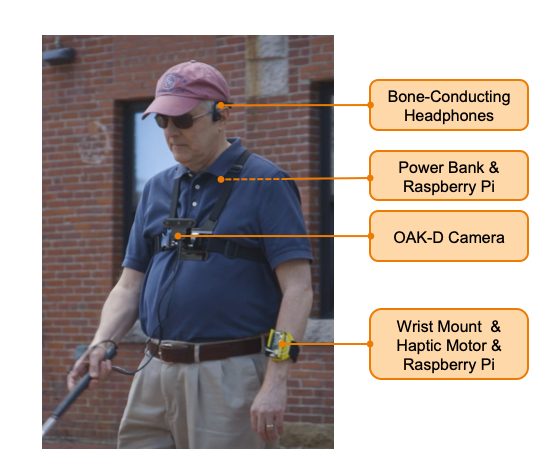 Bone-Conducting
Headphones
Power Bank &
Raspberry Pi
OAK-D Camera
Wrist Mount &
Haptic Motor &
Raspberry Pi